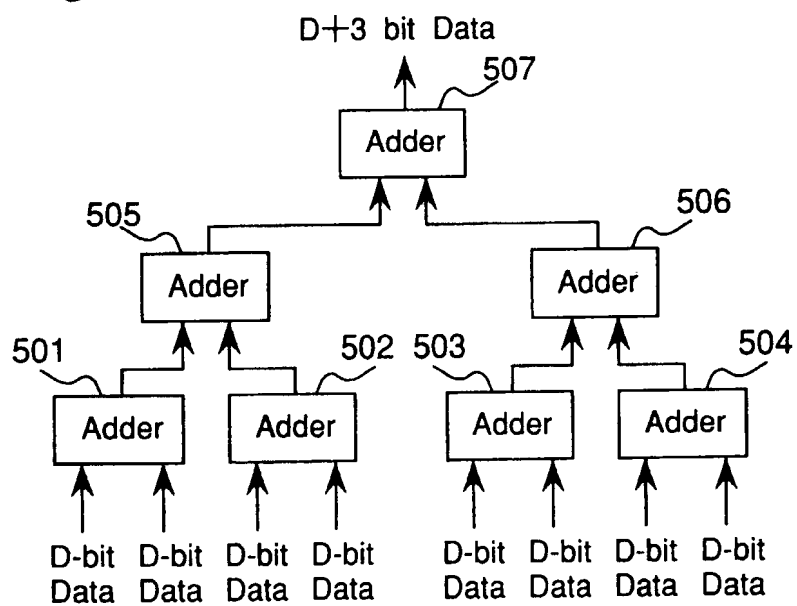 D+3 bit Data
507
Adder
505
506
Adder
Adder
501
502
503
504
Adder
Adder
Adder
Adder
D-bit D-bit D-bit D-bit D-bit D-bit D-bit D-bit
Data Data Data Data Data Data Data Data